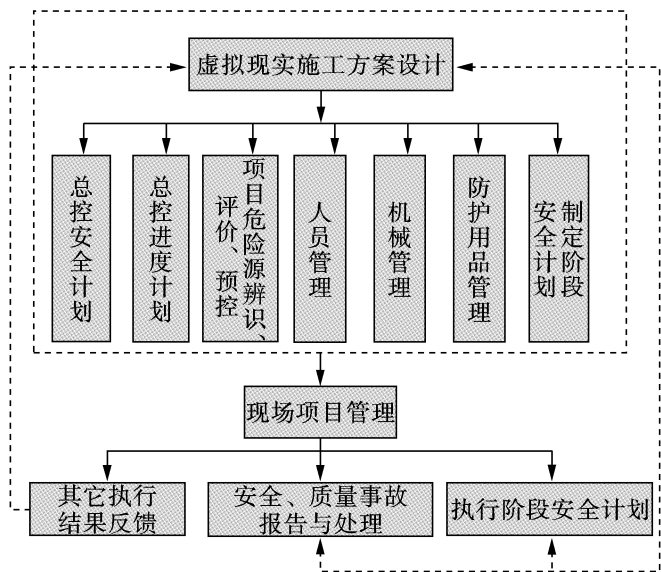 虚拟现实施工方案设计
总控安全计划
总控进度计划
项目危险源辨识、
评价、预控
人员管理
机械管理
防护用品管理
制定阶段
安全计划
现场项目管理
其它执行
结果反馈
安全、质量事故
报告与处理
执行阶段安全计划